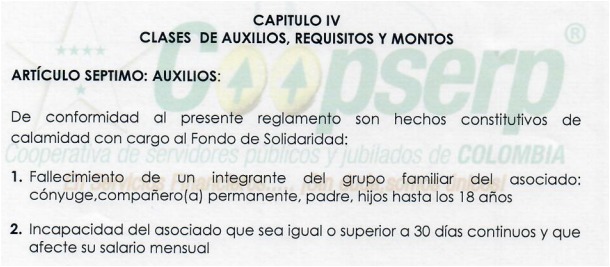 CAPITULO IV
CLASES DE AUXILIOS, REQUISITOS Y MONTOS
ARTÍCULO SEPTIMO: AUXILIOS:
Coopserp®
De conformidad al presente reglamento son hechos constitutivos de
calamidad con cargo al Fondo de Solidaridad:
Cooperativa de servidores públicos y jubilados de COLOMBIA
1. Fallecimiento de un integrante del grupo familiar del asociado:
cónyuge,compañero(a) permanente, padre, hijos hasta los 18 años
2. Incapacidad del asociado que sea igual o superior a 30 días continuos y que
afecte su salario mensual